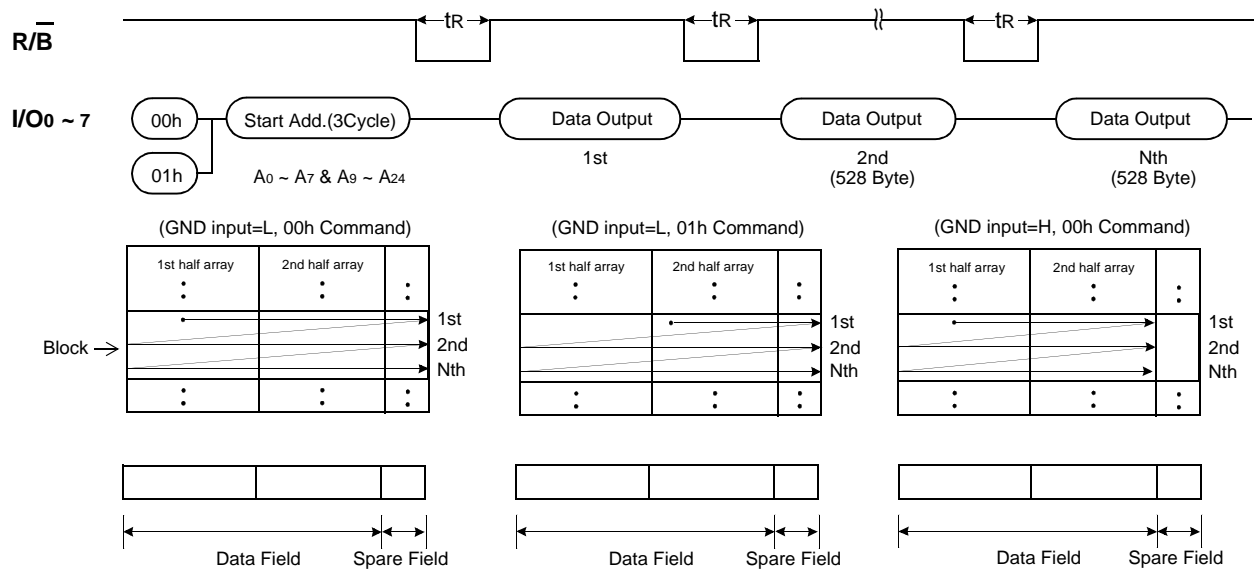 tR tR tR
R/B
I/O0 ~ 7 00h Start Add.(3Cycle) Data Output Data Output Data Output
01h A0 ~ A7 & A9 ~ A24 1st 2nd Nth
(528 Byte) (528 Byte)
(GND input=L, 00h Command) (GND input=L, 01h Command) (GND input=H, 00h Command)
1st half array 2nd half array 1st half array 2nd half array 1st half array 2nd half array
1st 1st 1st
Block 2nd 2nd 2nd
Nth Nth Nth
Data Field Spare Field Data Field Spare Field Data Field Spare Field